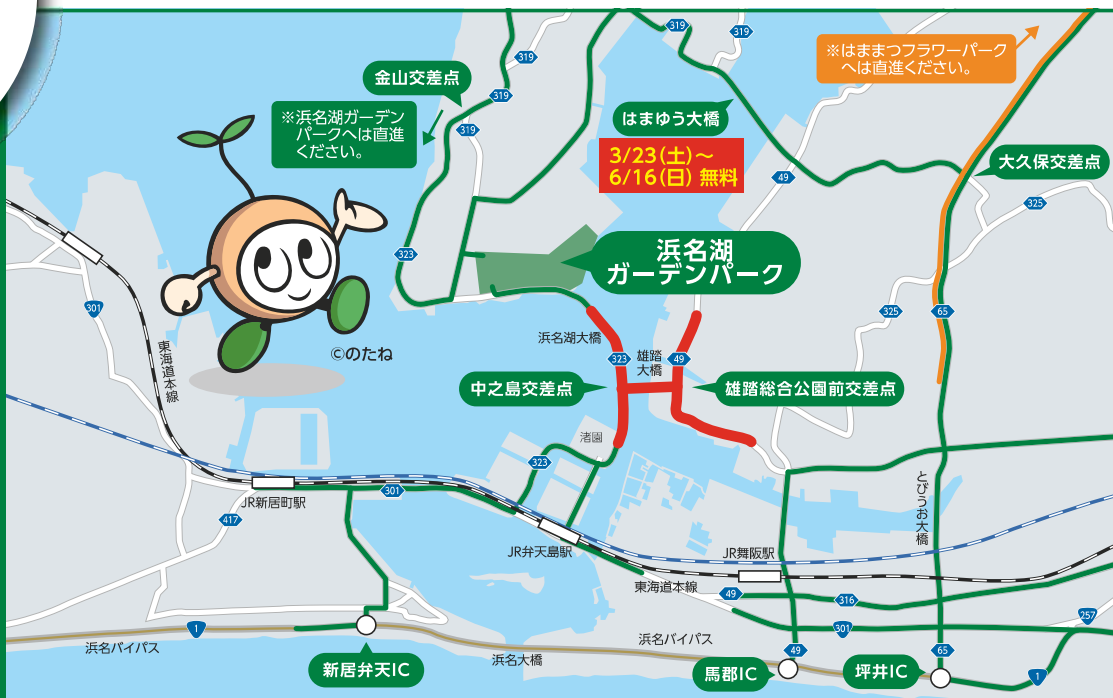 319
319
319
※はままつフラワーパーク
へは直進ください。
金山交差点
319
※浜名湖ガーデン
パークへは直進
ください。
319
はまゆう大橋
3/23(土)～
6/16(日) 無料
大久保交差点
49
325
323
浜名湖
ガーデンパーク
301
325
65
東海道本線
©のたね
浜名湖大橋
323
雄踏
大橋
49
中之島交差点
雄踏総合公園前交差点
渚園
323
301
JR新居町駅
417
とびうお大橋
JR弁天島駅
JR舞阪駅
東海道本線
49
316
301
257
1
浜名バイパス
浜名大橋
浜名バイパス
新居弁天IC
49
馬郡IC
65
坪井IC
1